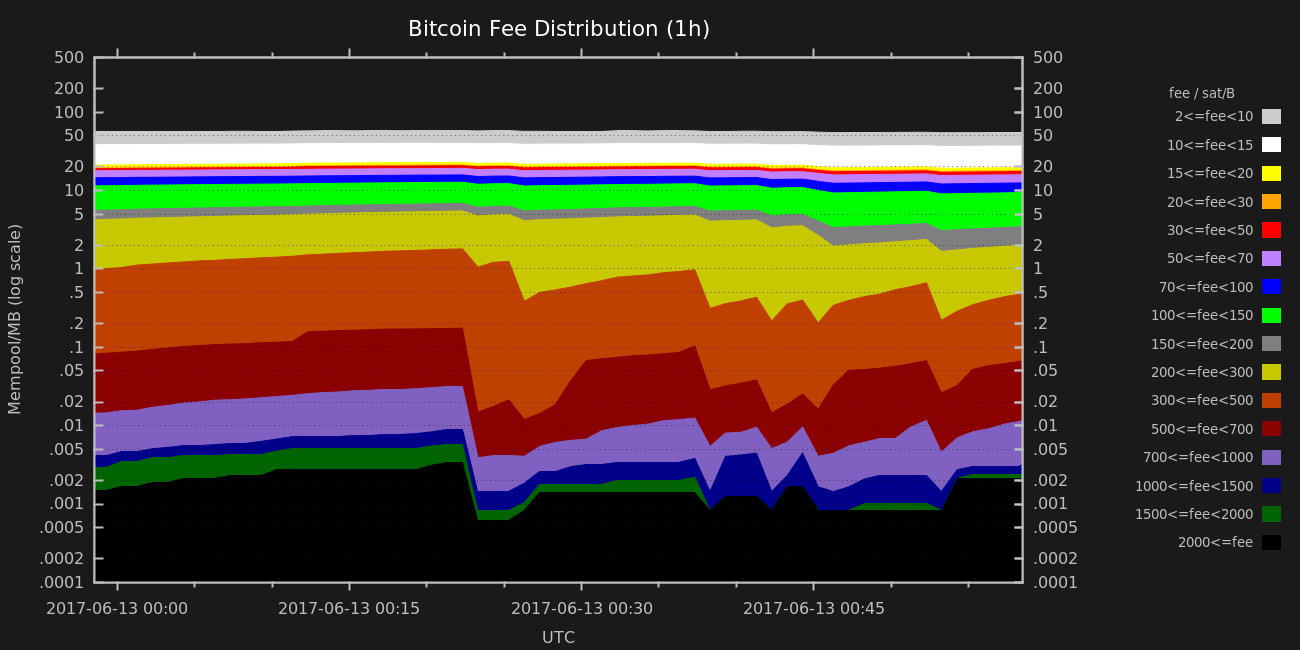 Bitcoin Fee Distribution (1h)
500 500
200 200
100 100
50 50
20 20
10 10
5 5
2 2
1 1
.5 .5
.2 .2
.1 .1
.05 .05
.02 .02
.01 .01
.005 .005
.002 .002
.001 .001
.0005 .0005
.0002 .0002
.0001 .0001
Mempool/MB (log scale)
2017-06-13 00:00 2017-06-13 00:15 2017-06-13 00:30 2017-06-13 00:45
UTC
fee / sat/B
2<=fee<10
10<=fee<15
15<=fee<20
20<=fee<30
30<=fee<50
50<=fee<70
70<=fee<100
100<=fee<150
150<=fee<200
200<=fee<300
300<=fee<500
500<=fee<700
700<=fee<1000
1000<=fee<1500
1500<=fee<2000
2000<=fee